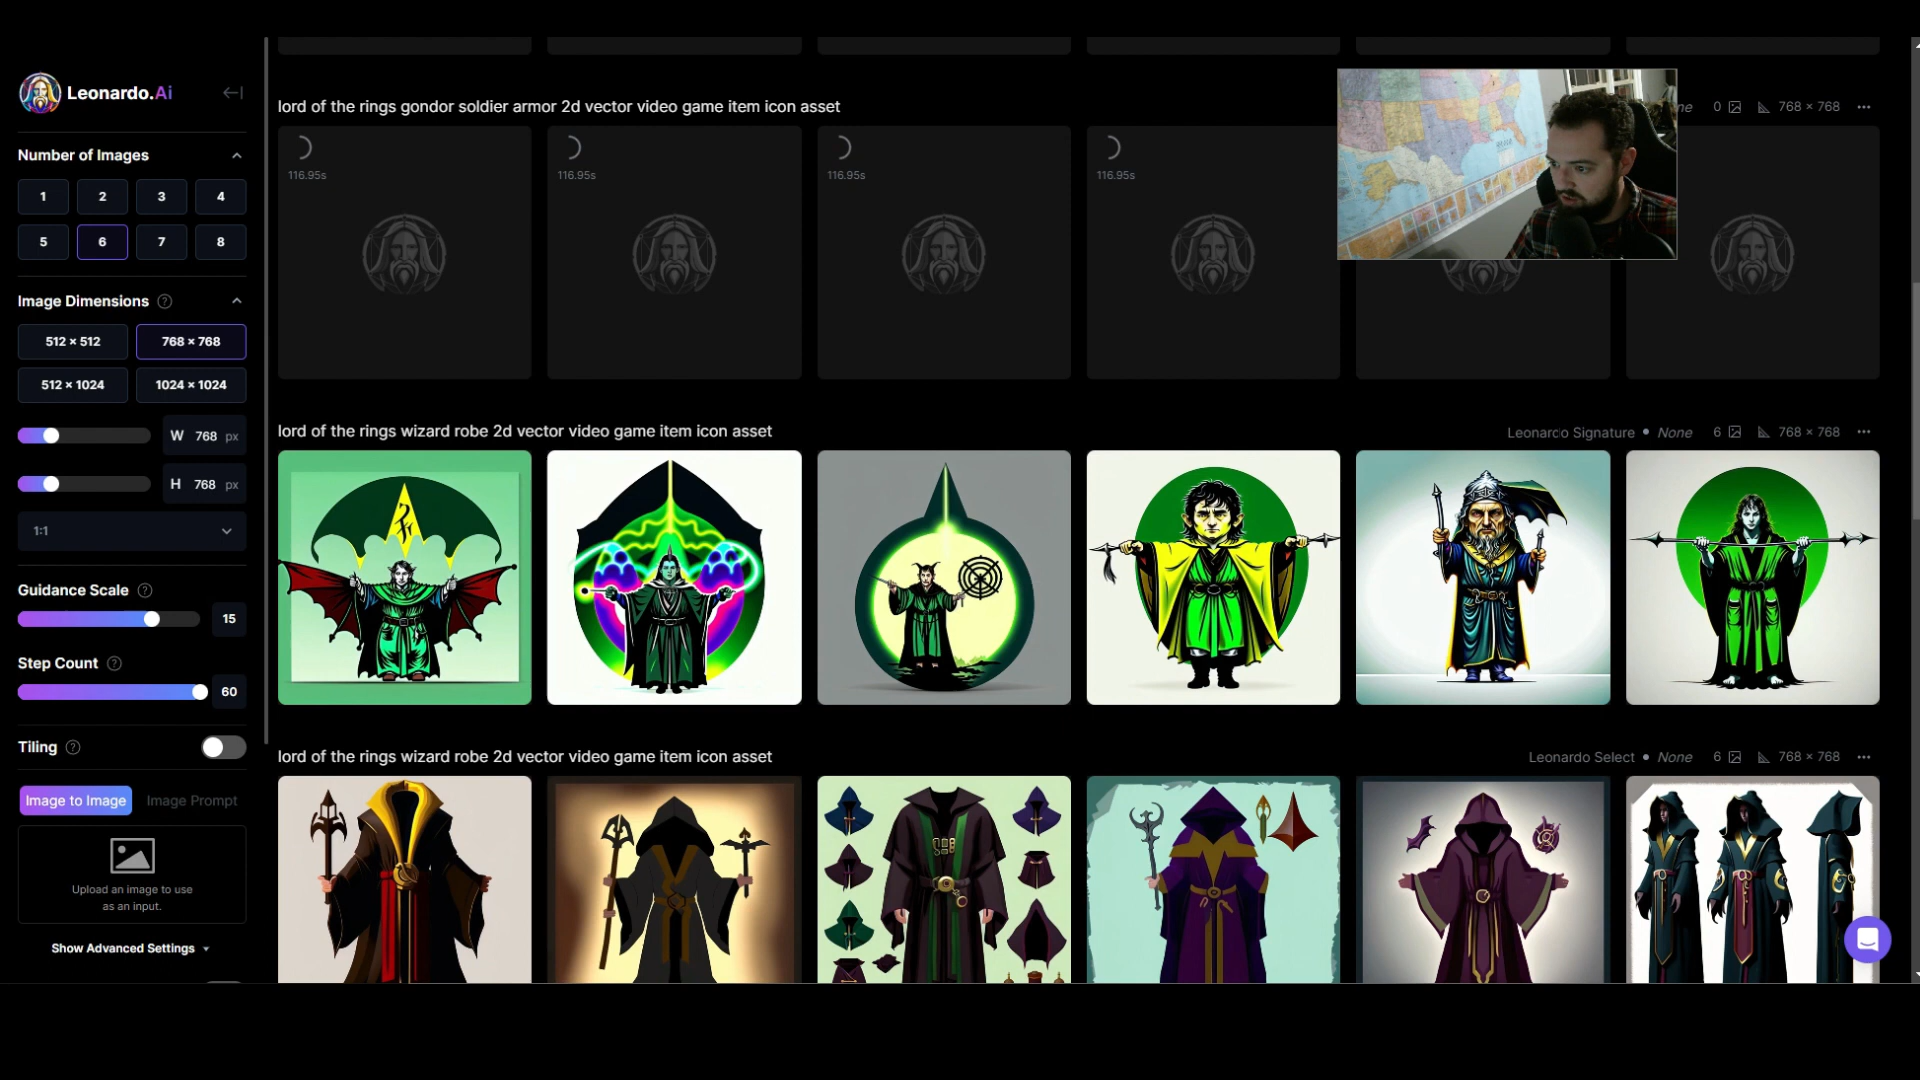 Leonardo.Ai
Number of Images
1
2
3
4
5
6
7
8
Image Dimensions ?
512 × 512
768 × 768
512 × 1024
1024 × 1024
W 768 px
H 768 px
1:1
Guidance Scale ?
15
Step Count ?
60
Tiling ?
Image to Image
Image Prompt
Upload an image to use
as an input.
Show Advanced Settings
lord of the rings gondor soldier armor 2d vector video game item icon asset
0
768 × 768
116.95s
116.95s
116.95s
116.95s
lord of the rings wizard robe 2d vector video game item icon asset
Leonardo Signature • None
6
768 × 768
lord of the rings wizard robe 2d vector video game item icon asset
Leonardo Select • None
6
768 × 768